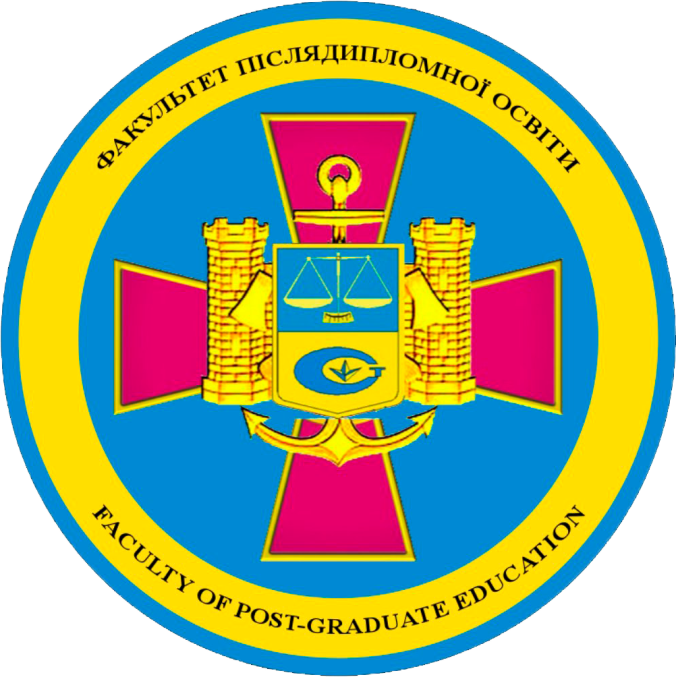 ФАКУЛЬТЕТ ПІСЛЯДИПЛОМНОЇ ОСВІТИ
FACULTY OF POST-GRADUATE EDUCATION